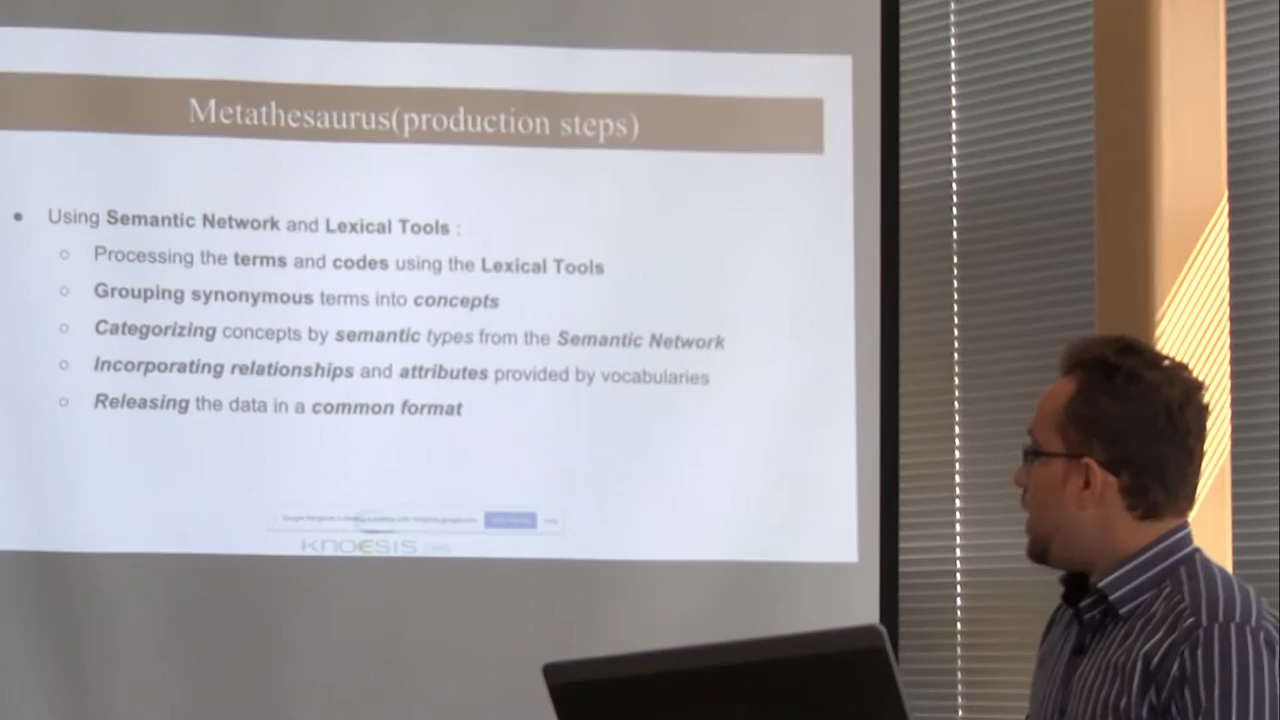 Metathesaurus(production steps)
• Using Semantic Network and Lexical Tools :
○ Processing the terms and codes using the Lexical Tools
○ Grouping synonymous terms into concepts
○ Categorizing concepts by semantic types from the Semantic Network
○ Incorporating relationships and attributes provided by vocabularies
○ Releasing the data in a common format
KNOESIS